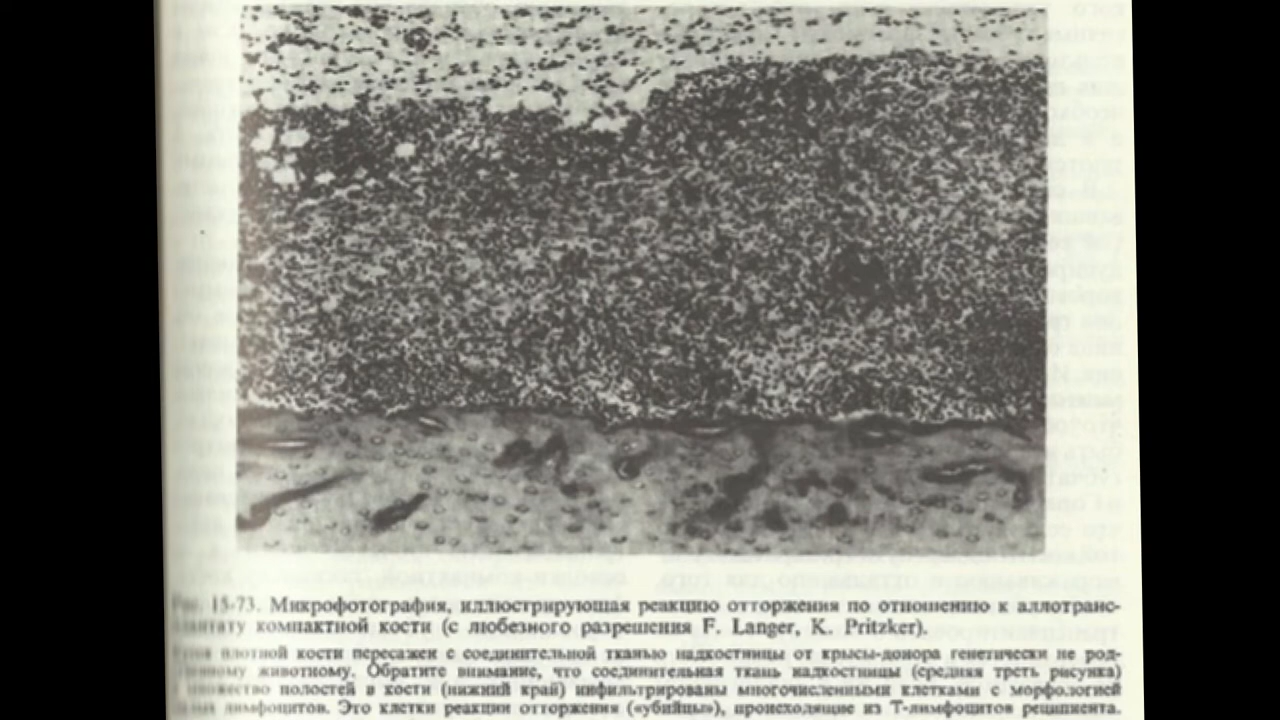 15-73. Микрофотография, иллюстрирующая реакцию отторжения по отношению к аллотранс-
плантату компактной кости (с любезного разрешения F. Langer, K. Pritzker).
плотной кости пересажен с соединительной тканью надкостницы от крысы-донора генетически не род-
животному. Обратите внимание, что соединительная ткань надкостницы (средняя треть рисунка)
множество полостей в кости (нижний край) инфильтрированы многочисленными клетками с морфологией
лимфоцитов. Это клетки реакции отторжения («убийцы»), происходящие из Т-лимфоцитов реципиента.